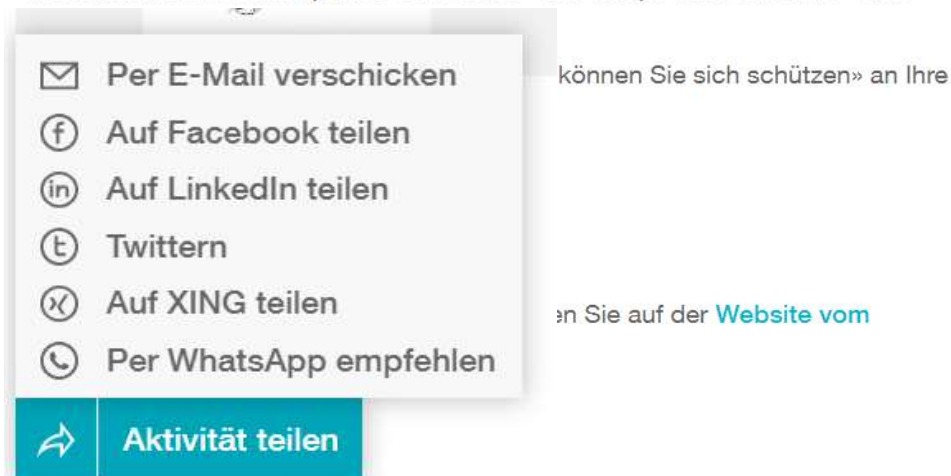 Per E-Mail verschicken
können Sie sich schützen» an Ihre
Auf Facebook teilen
Auf LinkedIn teilen
Twittern
Auf XING teilen
en Sie auf der Website vom
Per WhatsApp empfehlen
Aktivität teilen